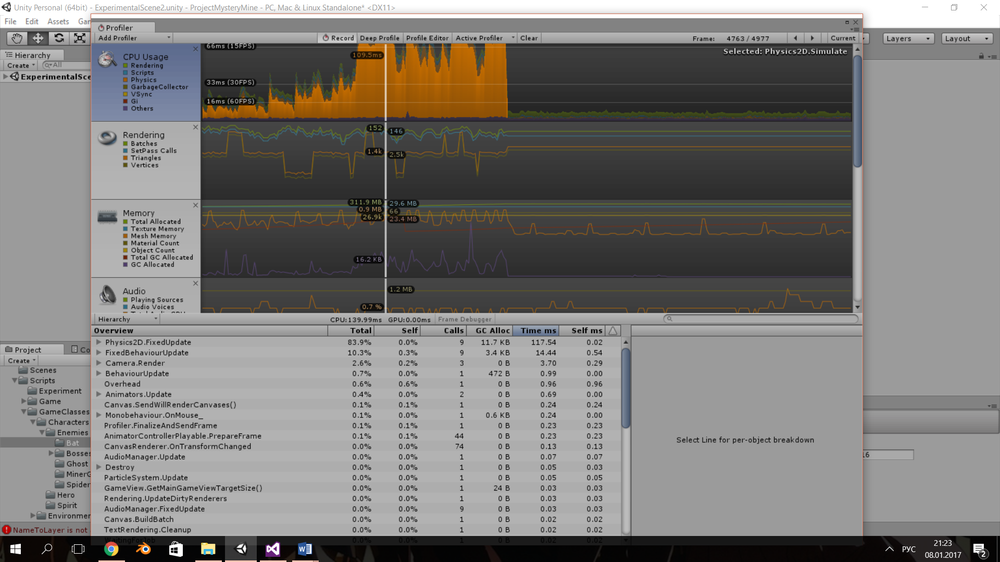 Unity Personal (64bit) - ExperimentalScene2.unity - ProjectMysteryMine - PC, Mac & Linux Standalone* <DX11>
File Edit Assets Gar
Profiler
Add Profiler Record Deep Profile Profile Editor Active Profiler Clear Frame: 4763 / 4977 Current
Layers Layout
Hierarchy
Create All
ExperimentalSce
CPU Usage
Rendering
Scripts
Physics
GarbageCollector
VSync
Gi
Others
66ms (15FPS)
109.5ms
Selected: Physics2D.Simulate
33ms (30FPS)
16ms (60FPS)
Rendering
Batches
SetPass Calls
Triangles
Vertices
152
146
1.4k
2.5k
Memory
Total Allocated
Texture Memory
Mesh Memory
Material Count
Object Count
Total GC Allocated
GC Allocated
311.9 MB 29.6 MB
0.9 MB 66
26.9k 23.4 MB
16.2 KB
Audio
Playing Sources
Audio Voices
1.2 MB
0.7 %
Hierarchy CPU:139.99ms GPU:0.00ms Frame Debugger
Overview Total Self Calls GC Alloc Time ms Self ms
Physics2D.FixedUpdate 83.9% 0.0% 9 11.7 KB 117.54 0.02
FixedBehaviourUpdate 10.3% 0.3% 9 3.4 KB 14.44 0.54
Camera.Render 2.6% 0.2% 3 0 B 3.70 0.29
BehaviourUpdate 0.7% 0.0% 1 472 B 0.99 0.00
Overhead 0.6% 0.6% 1 0 B 0.96 0.96
Animators.Update 0.4% 0.0% 2 0 B 0.69 0.00
Canvas.SendWillRenderCanvases() 0.1% 0.1% 1 0 B 0.24 0.24
Monobehaviour.OnMouse_ 0.1% 0.0% 1 0.6 KB 0.24 0.00
Profiler.FinalizeAndSendFrame 0.1% 0.1% 1 0 B 0.23 0.23
AnimatorControllerPlayable.PrepareFrame 0.1% 0.1% 44 0 B 0.23 0.23
CanvasRenderer.OnTransformChanged 0.0% 0.0% 74 0 B 0.13 0.13
AudioManager.Update 0.0% 0.0% 1 0 B 0.07 0.07
Destroy 0.0% 0.0% 1 0 B 0.05 0.03
ParticleSystem.Update 0.0% 0.0% 1 0 B 0.05 0.05
GameView.GetMainGameViewTargetSize() 0.0% 0.0% 1 24 B 0.03 0.03
Rendering.UpdateDirtyRenderers 0.0% 0.0% 1 0 B 0.03 0.03
AudioManager.FixedUpdate 0.0% 0.0% 9 0 B 0.03 0.03
Canvas.BuildBatch 0.0% 0.0% 1 0 B 0.02 0.02
TextRendering.Cleanup 0.0% 0.0% 1 0 B 0.02 0.02
WaitingForJob 0.0% 0.0% 1 0 B 0.02 0.02
Select Line for per-object breakdown
16
Project Co
Create
Scenes
Scripts
Experiment
Game
GameClasses
Characters
Enemies
Bat
Bosses
Ghost
MinerG
Spider
Hero
Spirit
Environmen
NameToLayer is not
РУС
21:23
08.01.2017
2